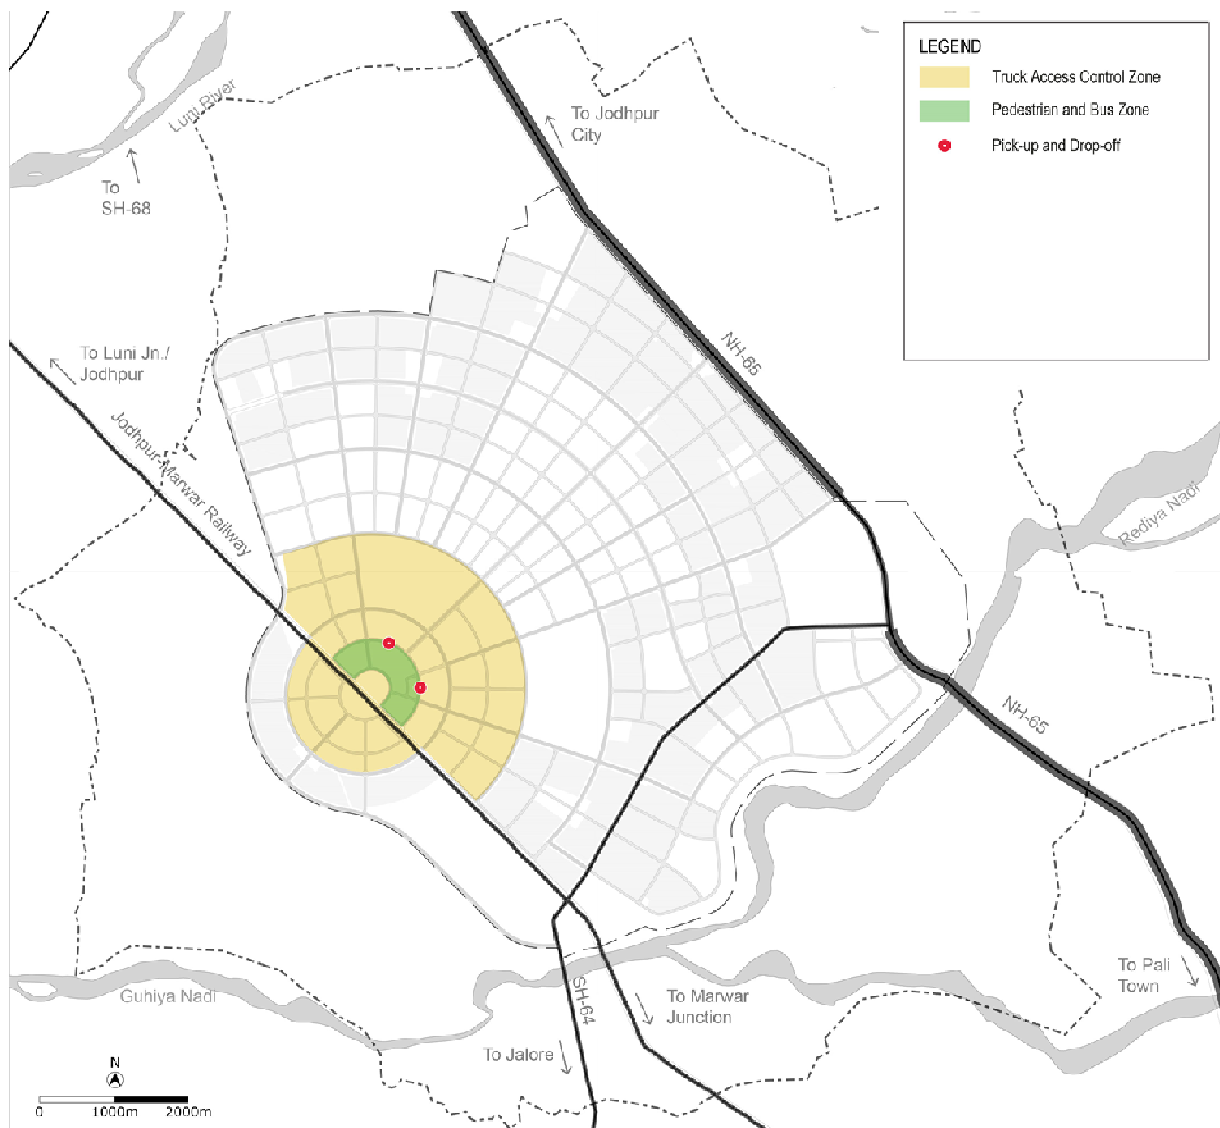 LEGEND
Truck Access Control Zone
Pedestrian and Bus Zone
Pick-up and Drop-off
Luni River
To Jodhpur
City
To
SH-68
To Luni Jn./
Jodhpur
NH-65
Jodhpur-Marwar Railway
Rediya Nadi
NH-65
To Pali
Town
Guhiya Nadi
SH-64
To Marwar
Junction
To Jalore
N
0 1000m 2000m